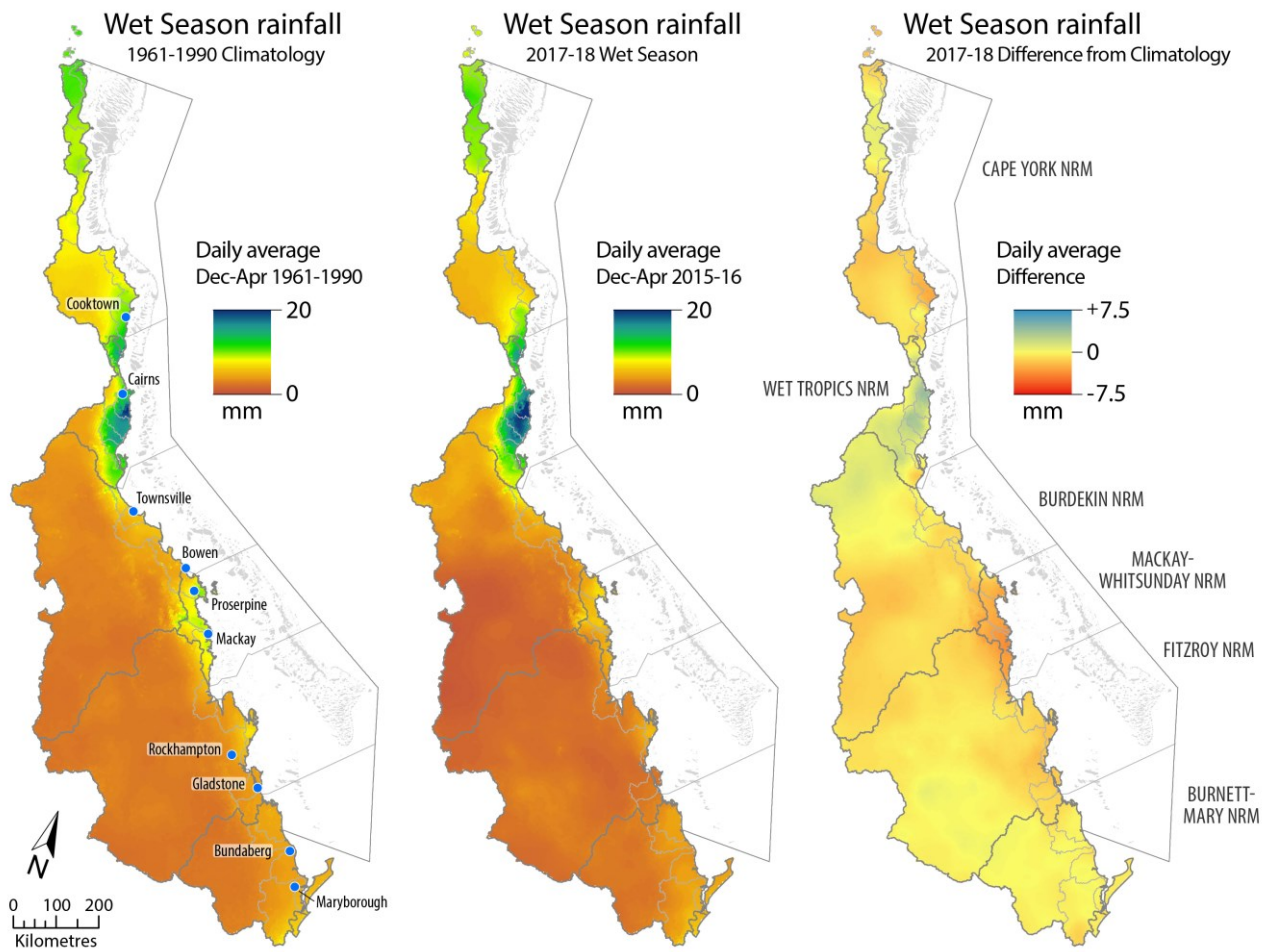 Wet Season rainfall
1961-1990 Climatology
Daily average
Dec-Apr 1961-1990
20
0
mm
Cooktown
Cairns
Townsville
Bowen
Proserpine
Mackay
Rockhampton
Gladstone
Bundaberg
Maryborough
N
0 100 200
Kilometres
Wet Season rainfall
2017-18 Wet Season
Daily average
Dec-Apr 2015-16
20
0
mm
Wet Season rainfall
2017-18 Difference from Climatology
CAPE YORK NRM
Daily average
Difference
+7.5
0
-7.5
mm
WET TROPICS NRM
BURDEKIN NRM
MACKAY-
WHITSUNDAY NRM
FITZROY NRM
BURNETT-
MARY NRM